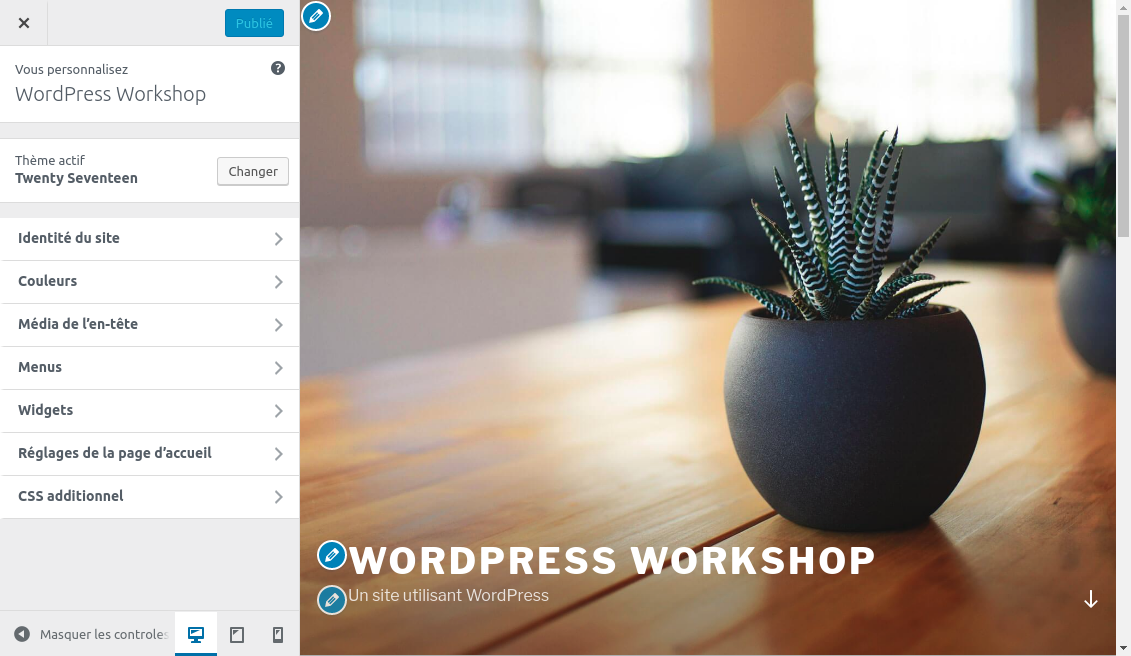 Publié
Vous personnalisez
WordPress Workshop
Thème actif
Twenty Seventeen
Changer
Identité du site
Couleurs
Média de l’en-tête
Menus
Widgets
Réglages de la page d’accueil
CSS additionnel
Masquer les controles
WORDPRESS WORKSHOP
Un site utilisant WordPress